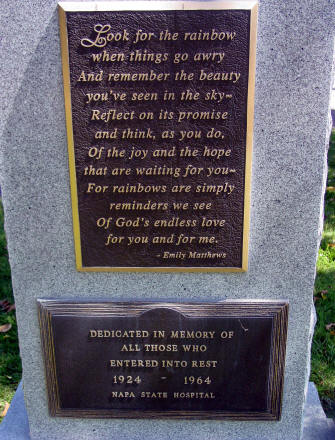 Look for the rainbow
when things go awry
And remember the beauty
you've seen in the sky~
Reflect on its promise
and think, as you do,
Of the joy and the hope
that are waiting for you~
For rainbows are simply
reminders we see
Of God's endless love
for you and for me.
- Emily Matthews
DEDICATED IN MEMORY OF
ALL THOSE WHO
ENTERED INTO REST
1924 - 1964
NAPA STATE HOSPITAL